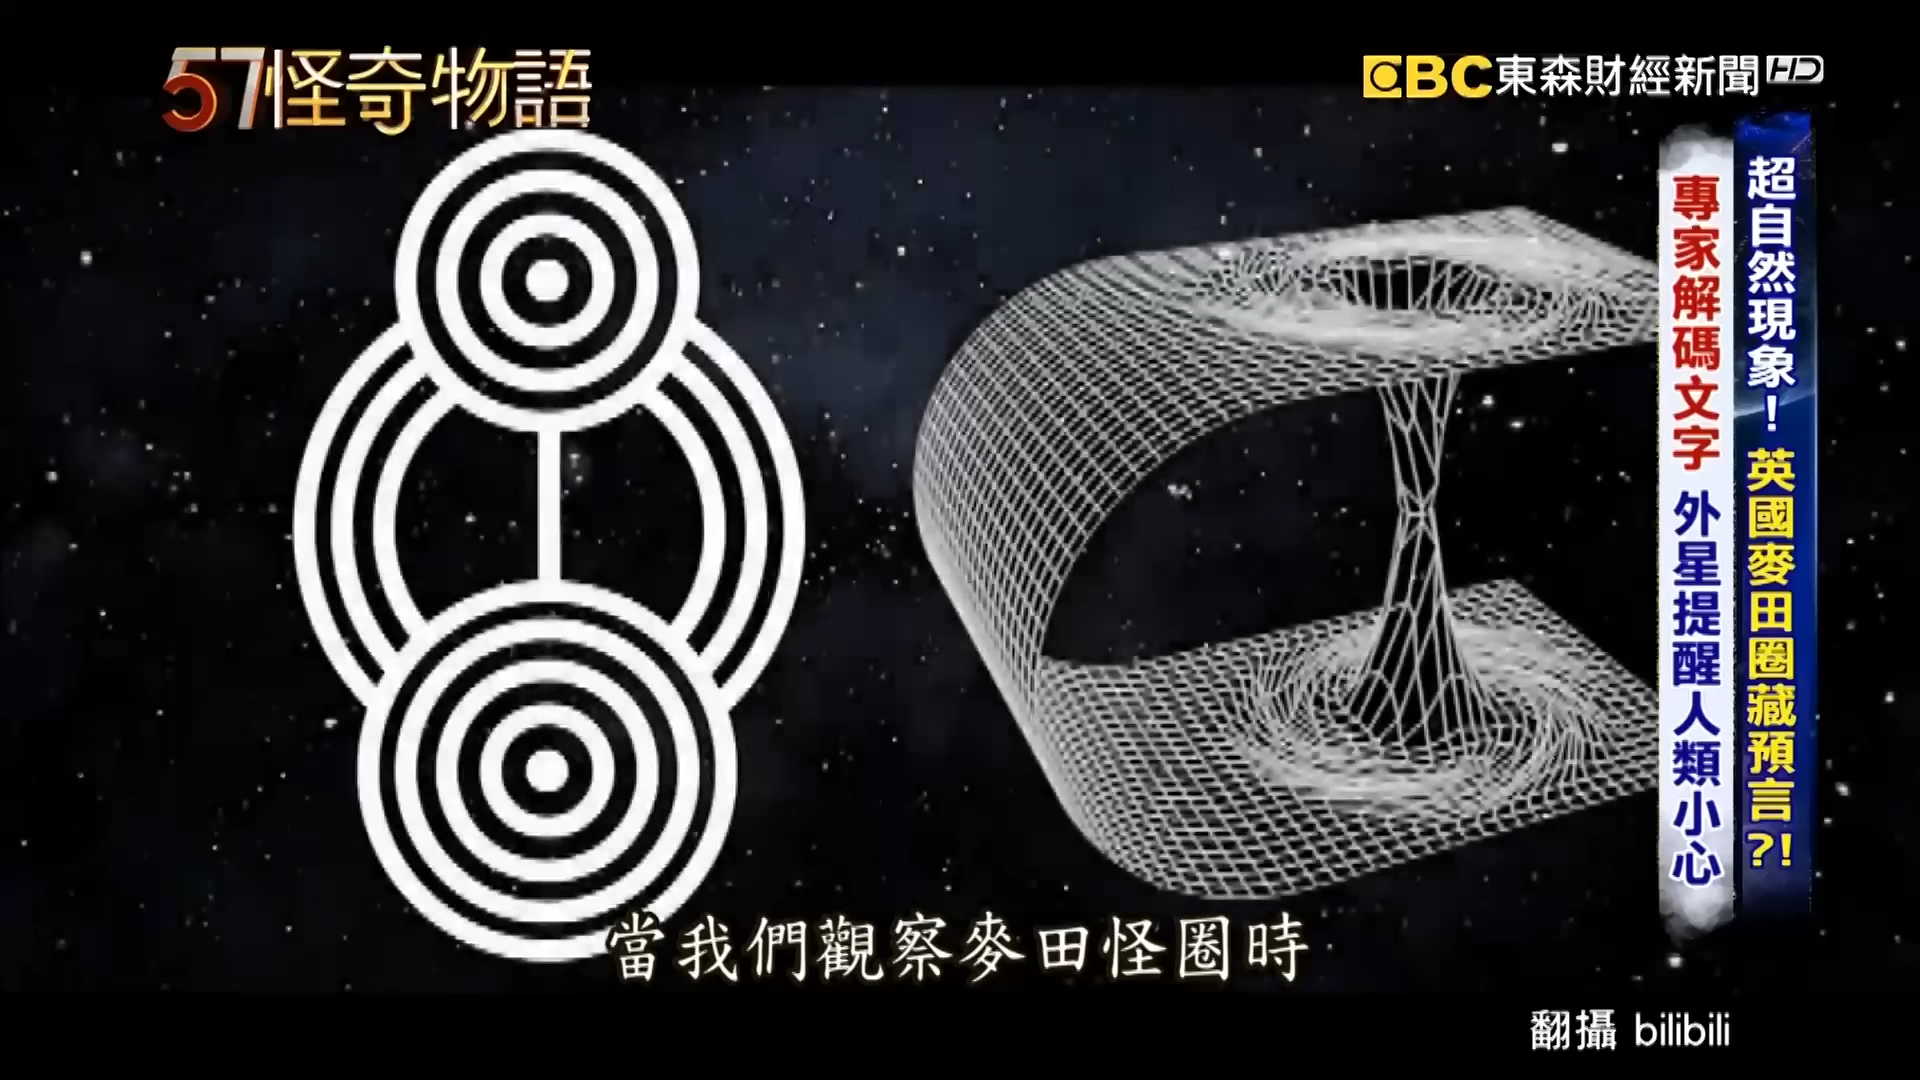 57怪奇物語
EBC東森財經新聞HD
超自然現象！英國麥田圈藏預言?!
專家解碼文字 外星提醒人類小心
當我們觀察麥田怪圈時
翻攝 bilibili